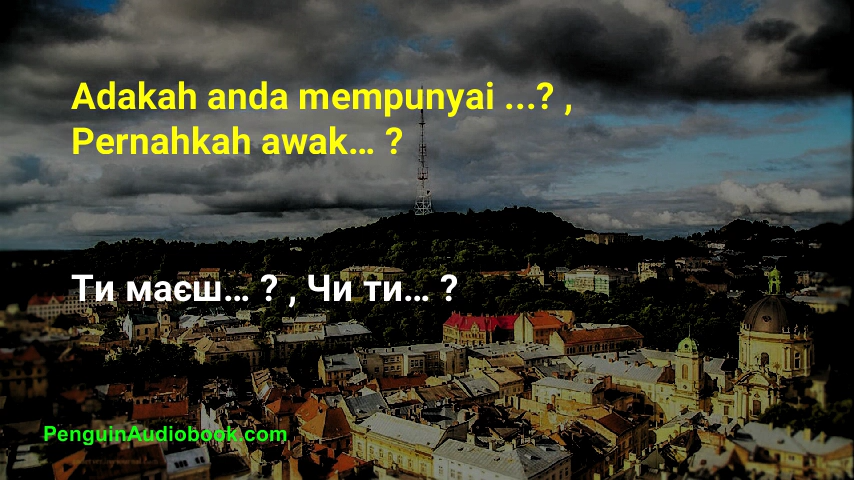 Adakah anda mempunyai ...? ,
Pernahkah awak... ?
Ти маєш... ? , Чи ти... ?
PenguinAudiobook.com